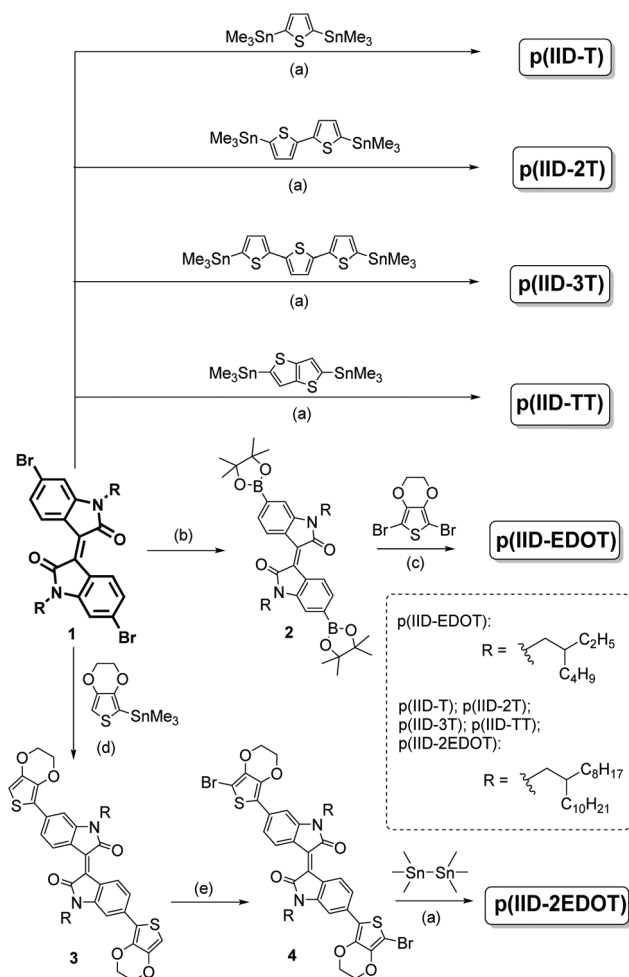 Me3Sn
S
SnMe3
(a)
p(IID-T)
Me3Sn
S
S
SnMe3
(a)
p(IID-2T)
Me3Sn
S
S
S
SnMe3
(a)
p(IID-3T)
Me3Sn
S
S
SnMe3
(a)
p(IID-TT)
Br
R
N
O
O
N
R
Br
1
(b)
O
B
O
R
N
O
O
N
R
B
O
O
2
O
O
Br
S
Br
(c)
p(IID-EDOT)
p(IID-EDOT):
R =
C2H5
C4H9
p(IID-T); p(IID-2T);
p(IID-3T); p(IID-TT);
p(IID-2EDOT):
R =
C8H17
C10H21
O
O
S
SnMe3
(d)
O
O
S
R
N
O
O
N
R
S
O
O
3
(e)
O
O
Br
S
R
N
O
O
N
R
S
Br
O
O
4
Sn
Sn
(a)
p(IID-2EDOT)